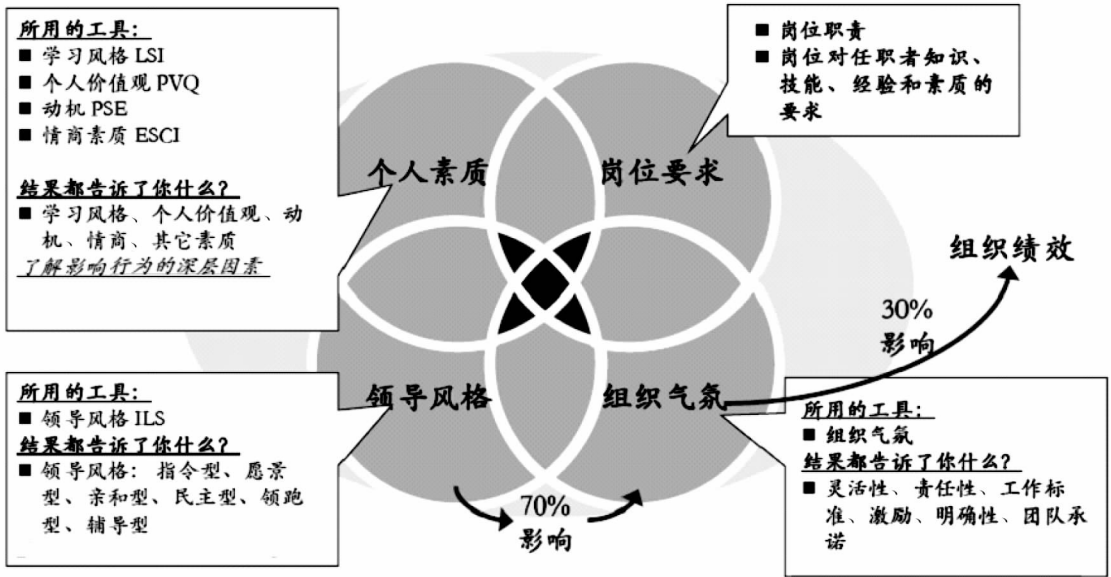 所用的工具：
■ 学习风格 LSI
■ 个人价值观 PVQ
■ 动机 PSE
■ 情商素质 ESCI
结果都告诉了你什么？
■ 学习风格、个人价值观、动
机、情商、其它素质
了解影响行为的深层因素
■ 岗位职责
■ 岗位对任职者知识、
技能、经验和素质的
要求
个人素质
岗位要求
组织绩效
30%
影响
领导风格
组织气氛
70%
影响
所用的工具：
■ 领导风格 ILS
结果都告诉了你什么？
■ 领导风格： 指令型、愿景
型、亲和型、民主型、领跑
型、辅导型
所用的工具：
■ 组织气氛
结果都告诉了你什么？
■ 灵活性、责任性、工作标
准、激励、明确性、团队承
诺